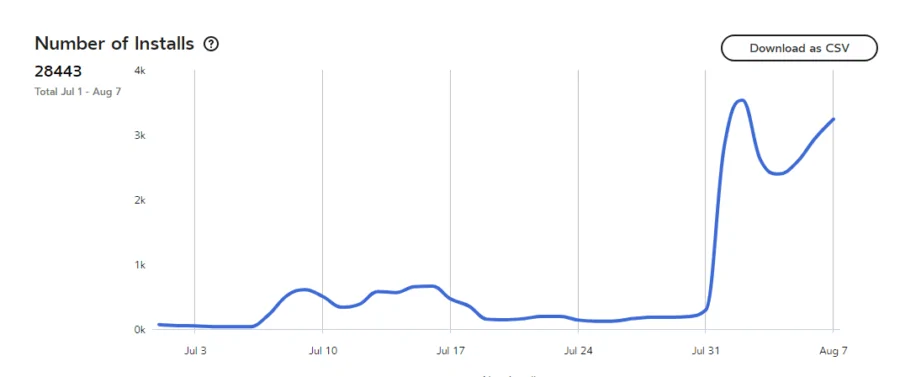 Number of Installs ?
Download as CSV
28443
Total Jul 1 - Aug 7
4k
3k
2k
1k
0k
Jul 3
Jul 10
Jul 17
Jul 24
Jul 31
Aug 7